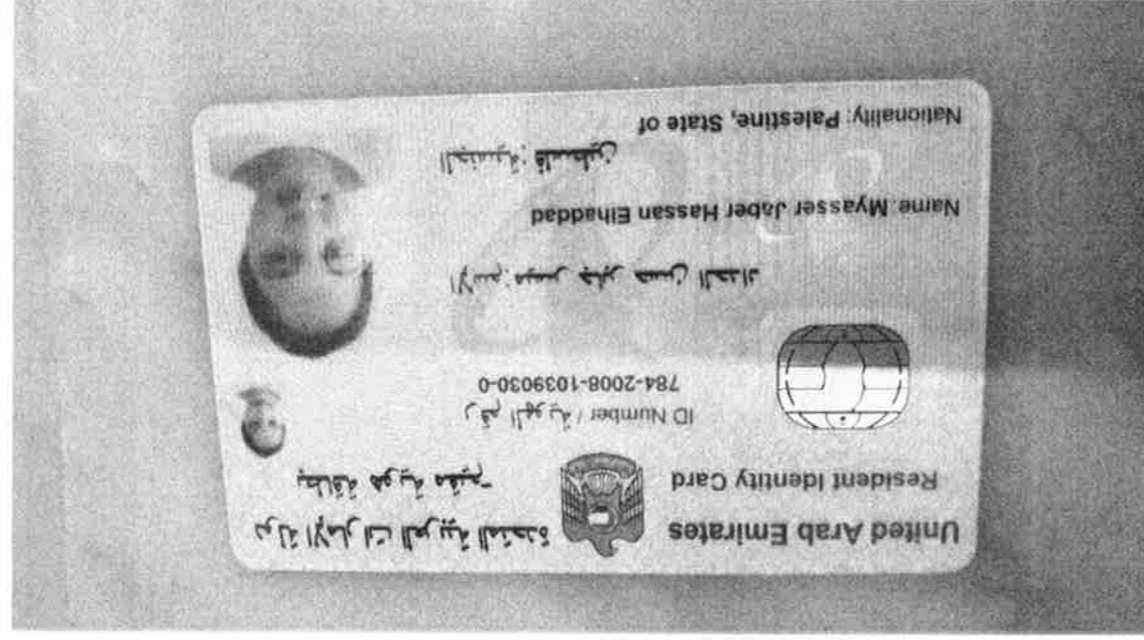 United Arab Emirates
دولة الإمارات العربية المتحدة
Resident Identity Card
بطاقة هوية مقيم
ID Number / رقم الهوية
784-2008-1039030-0
الإسم: ميسر جابر حسن الحداد
Name: Myasser Jaber Hassan Elhaddad
الجنسية: فلسطين
Nationality: Palestine, State of